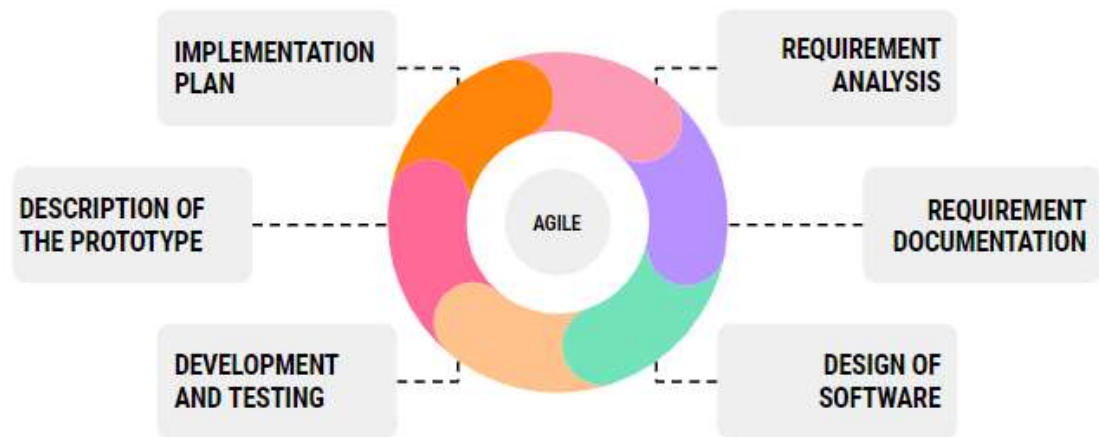 IMPLEMENTATION
PLAN
REQUIREMENT
ANALYSIS
DESCRIPTION OF
THE PROTOTYPE
AGILE
REQUIREMENT
DOCUMENTATION
DEVELOPMENT
AND TESTING
DESIGN OF
SOFTWARE